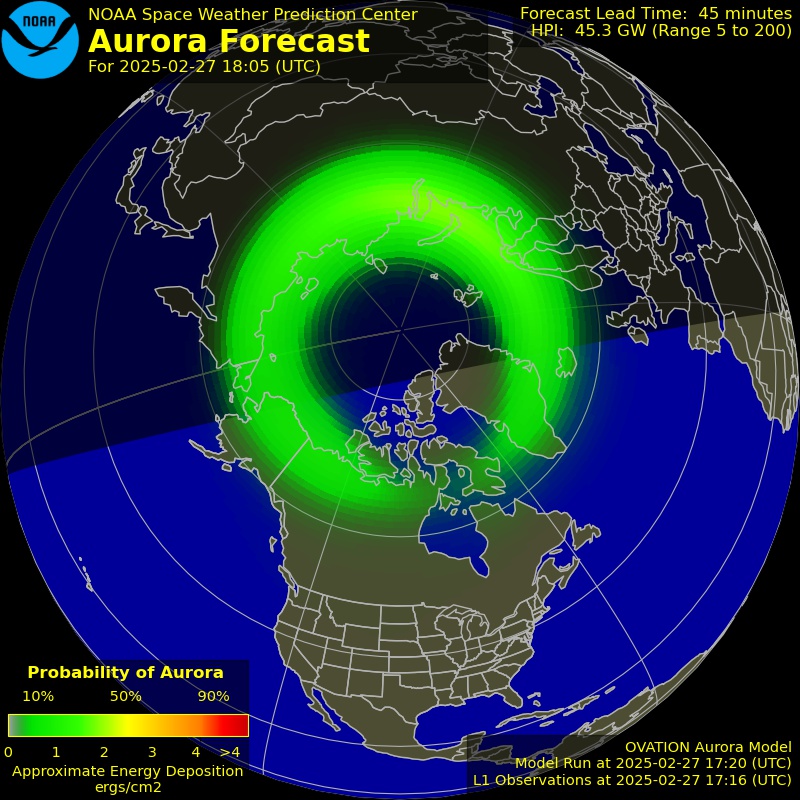 NOAA
NOAA Space Weather Prediction Center
Aurora Forecast
For 2025-02-27 18:05 (UTC)
Forecast Lead Time: 45 minutes
HPI: 45.3 GW (Range 5 to 200)
Probability of Aurora
10% 50% 90%
0 1 2 3 4 >4
Approximate Energy Deposition
ergs/cm2
OVATION Aurora Model
Model Run at 2025-02-27 17:20 (UTC)
L1 Observations at 2025-02-27 17:16 (UTC)